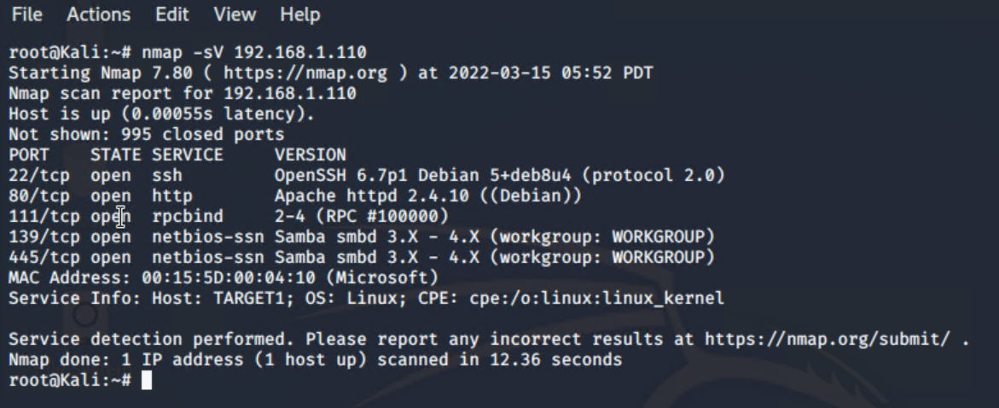 File Actions Edit View Help
root@Kali:~# nmap -sV 192.168.1.110
Starting Nmap 7.80 ( https://nmap.org ) at 2022-03-15 05:52 PDT
Nmap scan report for 192.168.1.110
Host is up (0.00055s latency).
Not shown: 995 closed ports
PORT    STATE SERVICE     VERSION
22/tcp  open  ssh         OpenSSH 6.7p1 Debian 5+deb8u4 (protocol 2.0)
80/tcp  open  http        Apache httpd 2.4.10 ((Debian))
111/tcp open  rpcbind     2-4 (RPC #100000)
139/tcp open  netbios-ssn Samba smbd 3.X - 4.X (workgroup: WORKGROUP)
445/tcp open  netbios-ssn Samba smbd 3.X - 4.X (workgroup: WORKGROUP)
MAC Address: 00:15:5D:00:04:10 (Microsoft)
Service Info: Host: TARGET1; OS: Linux; CPE: cpe:/o:linux:linux_kernel
Service detection performed. Please report any incorrect results at https://nmap.org/submit/ .
Nmap done: 1 IP address (1 host up) scanned in 12.36 seconds
root@Kali:~#